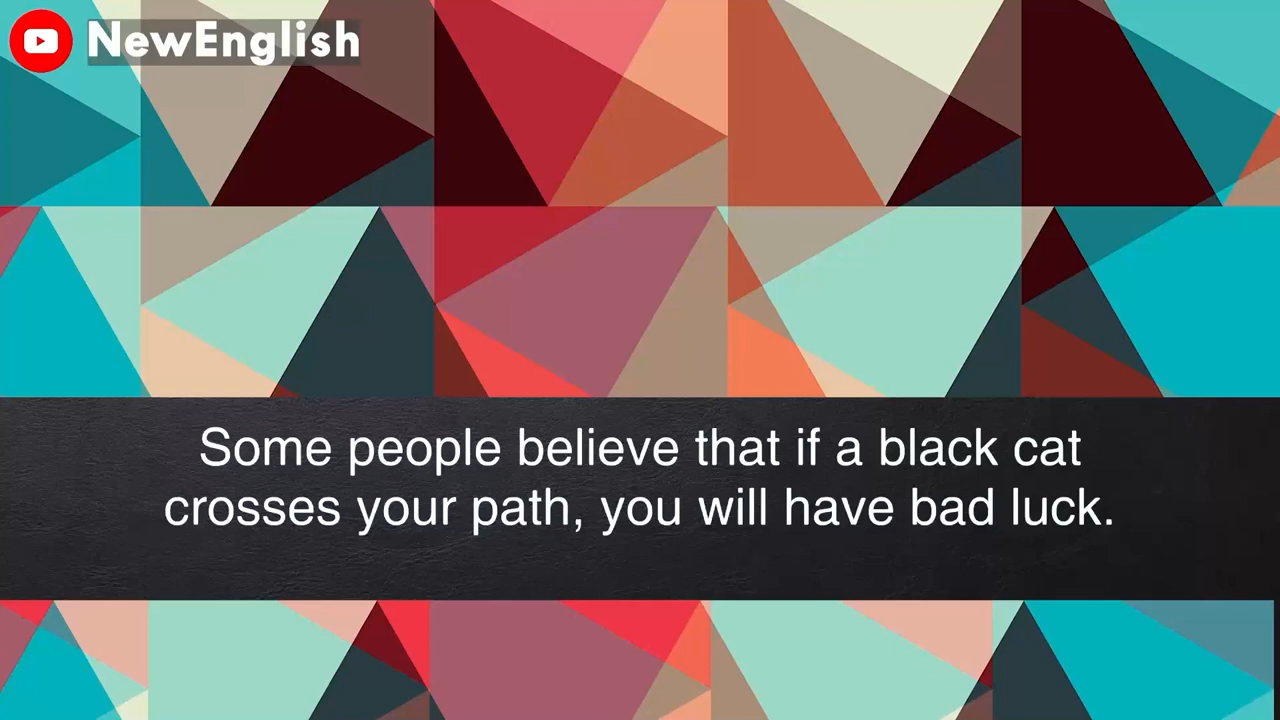 NewEnglish
Some people believe that if a black cat
crosses your path, you will have bad luck.